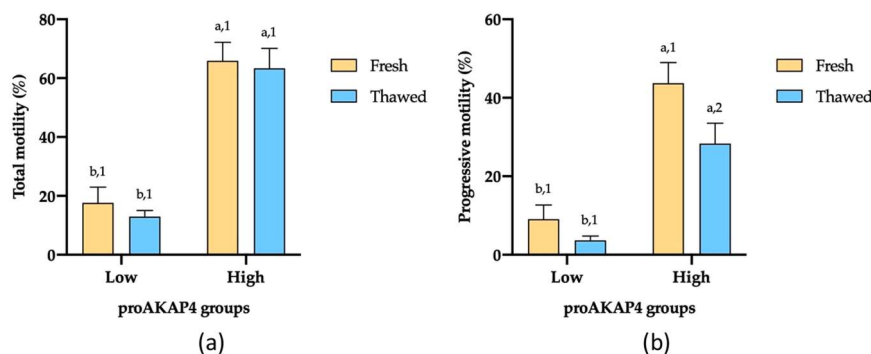 80
60
40
20
0
Total motility (%)
b,1
b,1
a,1
a,1
Low
High
proAKAP4 groups
Fresh
Thawed
(a)
60
40
20
0
Progressive motility (%)
b,1
b,1
a,1
a,2
Low
High
proAKAP4 groups
Fresh
Thawed
(b)